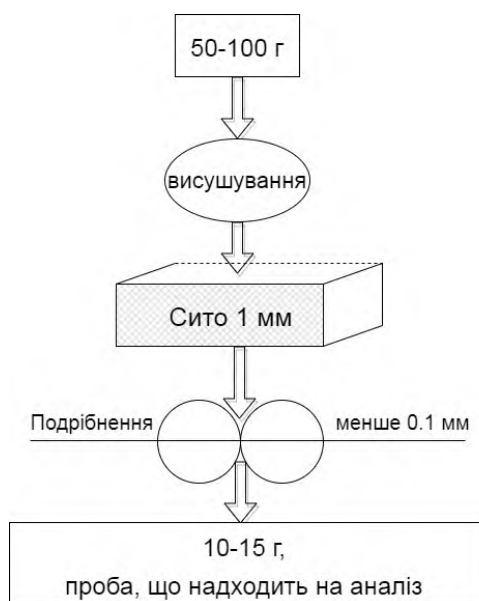 50-100 г
висушування
Сито 1 мм
Подрібнення менше 0.1 мм
10-15 г,
проба, що надходить на аналіз